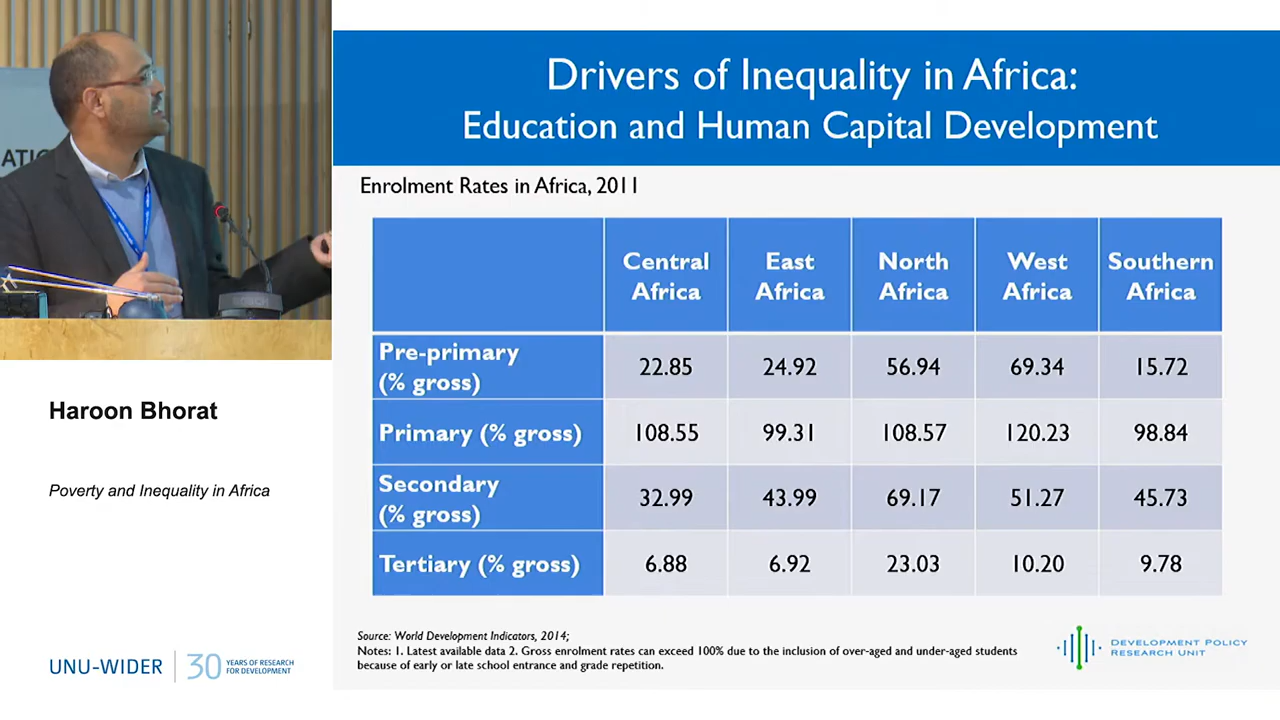 Drivers of Inequality in Africa:
Education and Human Capital Development
Enrolment Rates in Africa, 2011
Central Africa East Africa North Africa West Africa Southern Africa
Pre-primary (% gross) 22.85 24.92 56.94 69.34 15.72
Primary (% gross) 108.55 99.31 108.57 120.23 98.84
Secondary (% gross) 32.99 43.99 69.17 51.27 45.73
Tertiary (% gross) 6.88 6.92 23.03 10.20 9.78
Source: World Development Indicators, 2014;
Notes: 1. Latest available data 2. Gross enrolment rates can exceed 100% due to the inclusion of over-aged and under-aged students
because of early or late school entrance and grade repetition.
DEVELOPMENT POLICY
RESEARCH UNIT
ATIO
BOSCH
Haroon Bhorat
Poverty and Inequality in Africa
UNU-WIDER
30 YEARS OF RESEARCH
FOR DEVELOPMENT